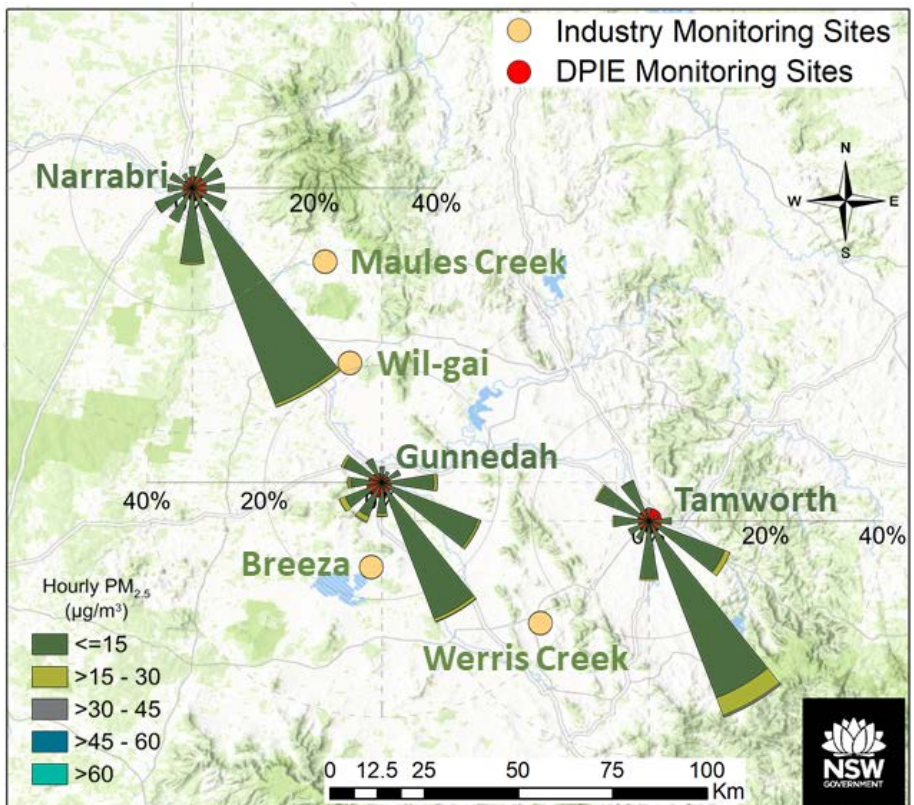 Industry Monitoring Sites
DPIE Monitoring Sites
Narrabri
20%
40%
N
W
E
S
Maules Creek
Wil-gai
Gunnedah
40%
20%
Tamworth
20%
40%
Breeza
Werris Creek
Hourly PM2.5
(µg/m³)
<=15
>15 - 30
>30 - 45
>45 - 60
>60
0 12.5 25 50 75 100
Km
NSW
GOVERNMENT